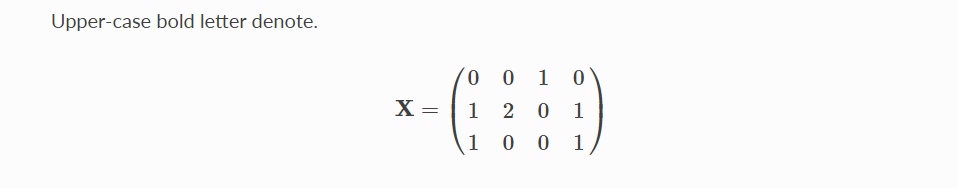 Upper-case bold letter denote.
X = 
0 0 1 0
1 2 0 1
1 0 0 1